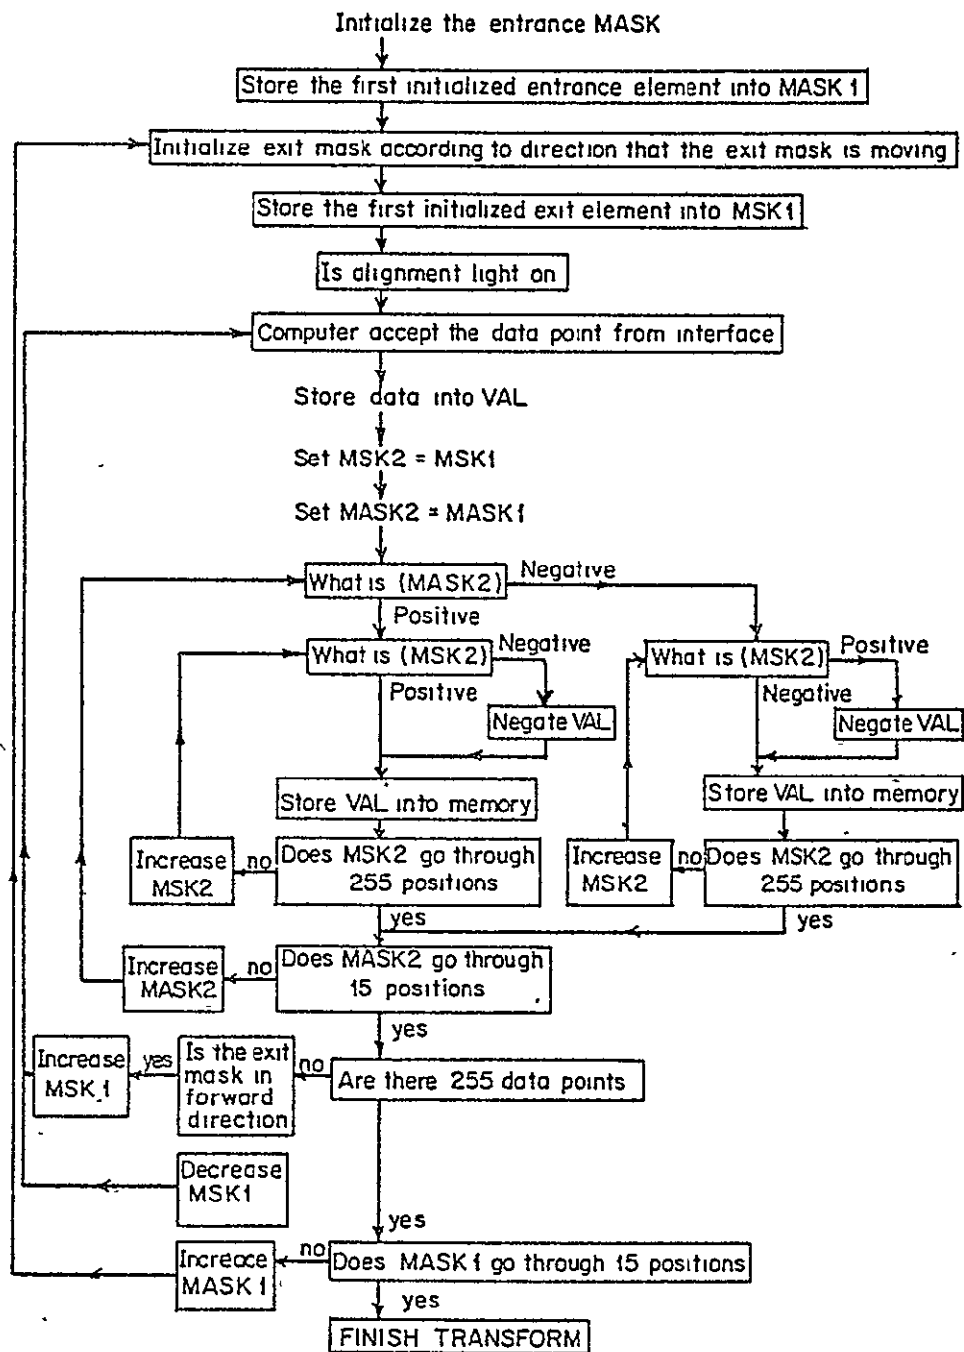 Initialize the entrance MASK
Store the first initialized entrance element into MASK 1
Initialize exit mask according to direction that the exit mask is moving
Store the first initialized exit element into MSK1
Is alignment light on
Computer accept the data point from interface
Store data into VAL
Set MSK2 = MSK1
Set MASK2 = MASK1
What is (MASK2)
Negative
Positive
What is (MSK2)
Negative
Positive
Negate VAL
What is (MSK2)
Positive
Negative
Negate VAL
Store VAL into memory
Store VAL into memory
Increase
MSK2
no
Does MSK2 go through
255 positions
Increase
MSK2
no
Does MSK2 go through
255 positions
yes
yes
Increase
MASK2
no
Does MASK2 go through
15 positions
yes
Increase
MSK 1
yes
Is the exit
mask in
forward
direction
no
Are there 255 data points
Decrease
MSK1
yes
Increace
MASK 1
no
Does MASK1 go through 15 positions
yes
FINISH TRANSFORM